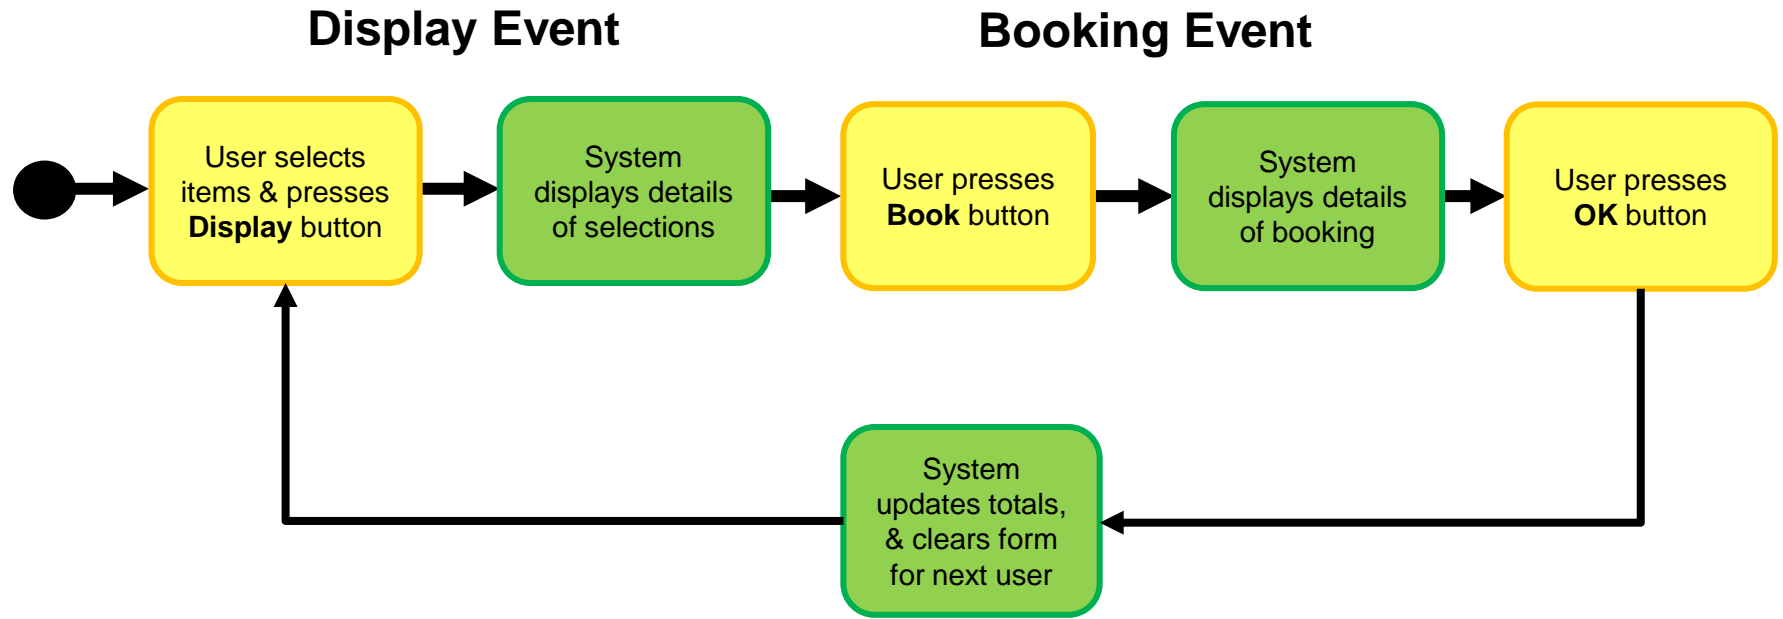 Display Event
Booking Event
User selects
items & presses
Display button
System
displays details
of selections
User presses
Book button
System
displays details
of booking
User presses
OK button
System
updates totals,
& clears form
for next user